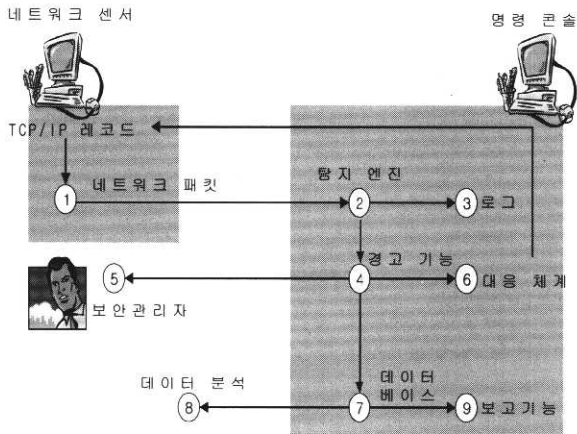 네트워크 센서
명령 콘솔
TCP/IP 레코드
탐지 엔진
네트워크 패킷
1
2
3 로그
경고 기능
5
4
6 대응 체계
보안관리자
데이터 분석
데이터
베이스
8
7
9 보고기능